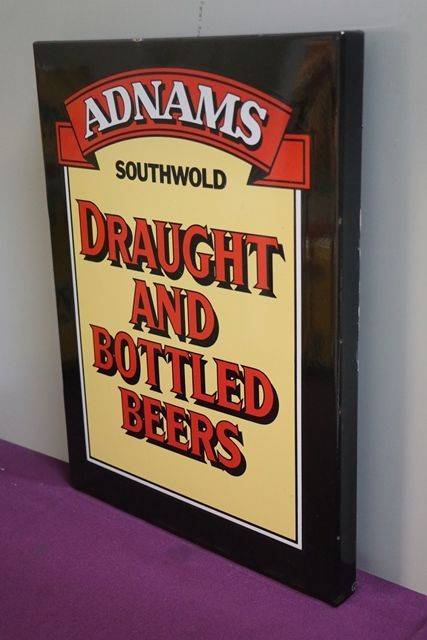 ADNAMS
SOUTHWOLD
DRAUGHT
AND
BOTTLED
BEERS